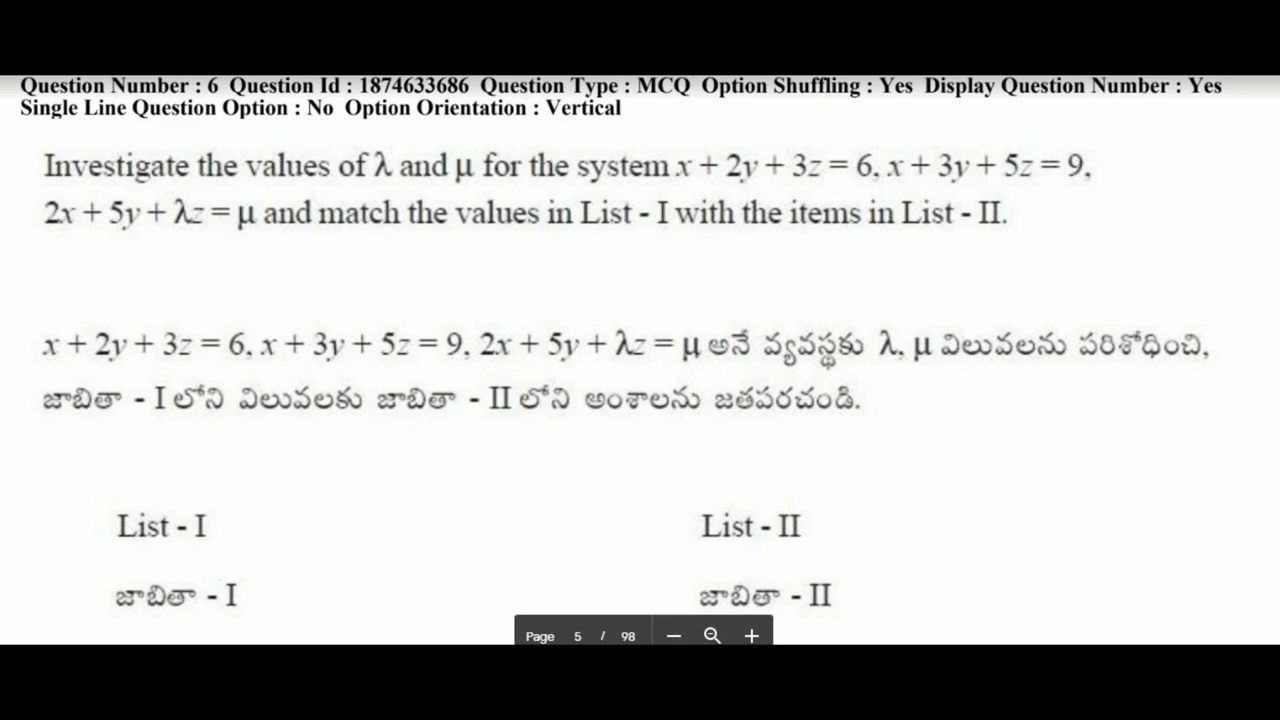 Question Number : 6 Question Id : 1874633686 Question Type : MCQ Option Shuffling : Yes Display Question Number : Yes
Single Line Question Option : No Option Orientation : Vertical
Investigate the values of λ and μ for the system x + 2y + 3z = 6, x + 3y + 5z = 9,
2x + 5y + λz = μ and match the values in List - I with the items in List - II.
x + 2y + 3z = 6, x + 3y + 5z = 9, 2x + 5y + λz = μ అనే వ్యవస్థకు λ, μ విలువలను పరిశోధించి,
జాబితా - I లోని విలువలకు జాబితా - II లోని అంశాలను జతపరచండి.
List - I List - II
జాబితా - I జాబితా - II
Page 5 / 98